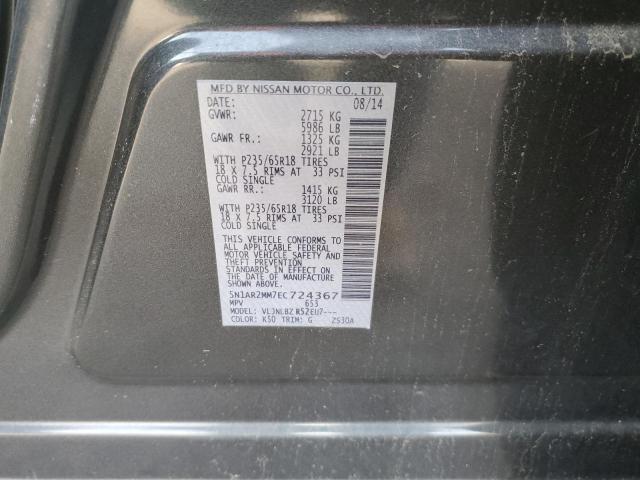 MFD BY NISSAN MOTOR CO., LTD.
DATE: 08/14
GVWR: 2715 KG
5986 LB
GAWR FR.: 1325 KG
2921 LB
WITH P235/65R18 TIRES
18 X 7.5 RIMS AT 33 PSI
COLD SINGLE
GAWR RR.: 1415 KG
3120 LB
WITH P235/65R18 TIRES
18 X 7.5 RIMS AT 33 PSI
COLD SINGLE
THIS VEHICLE CONFORMS TO
ALL APPLICABLE FEDERAL
MOTOR VEHICLE SAFETY AND
THEFT PREVENTION
STANDARDS IN EFFECT ON THE
DATE OF MANUFACTURE
SHOWN ABOVE.
5N1AR2MM7EC724367
MPV 653
MODEL: VLJNLBZ R52EU7---
COLOR: K50 TRIM: G ZS30A